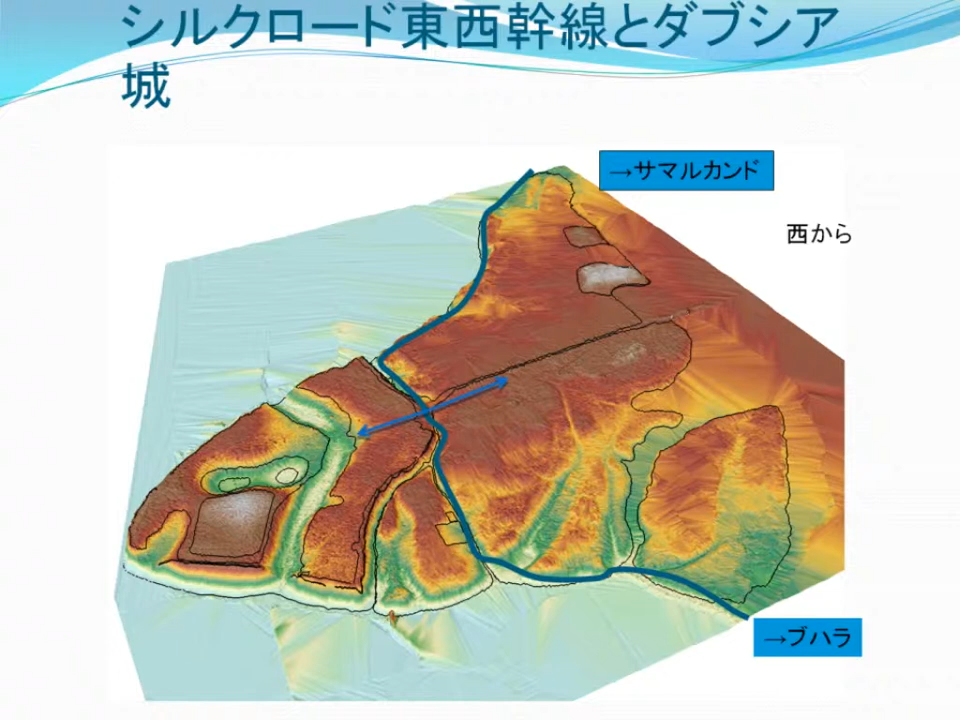 シルクロード東西幹線とダブシア
城
→サマルカンド
西から
→ブハラ